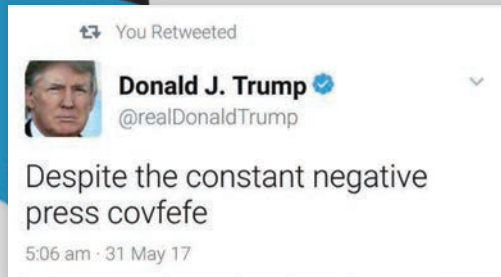 You Retweeted
Donald J. Trump
@realDonaldTrump
Despite the constant negative
press covfefe
5:06 am · 31 May 17